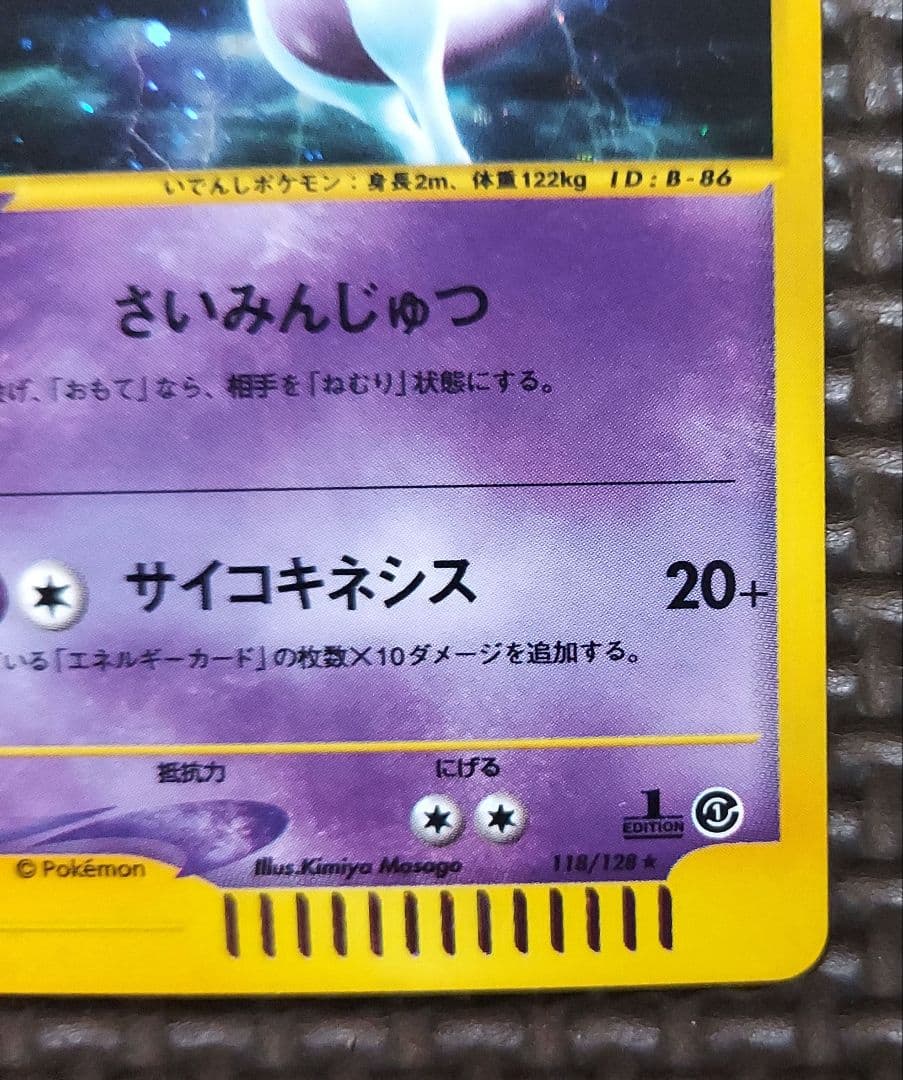 いでんしポケモン：身長2m、体重122kg ID:B-86
さいみんじゅつ
げ、「おもて」なら、相手を「ねむり」状態にする。
サイコキネシス 20+
いる「エネルギーカード」の枚数×10ダメージを追加する。
抵抗力 にげる
1 EDITION 1
©Pokémon Illus.Kimiya Masago 118/128 ★